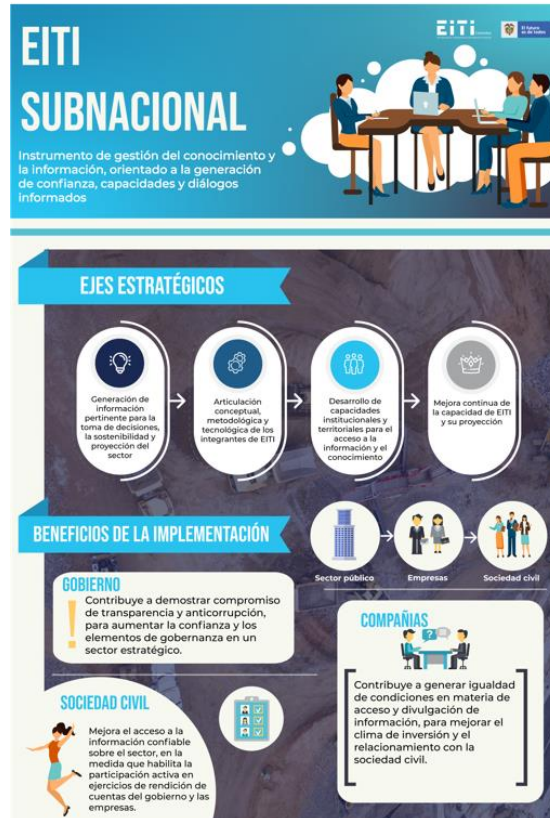 EITI
SUBNACIONAL
Instrumento de gestión del conocimiento y
la información, orientado a la generación
de confianza, capacidades y diálogos
informados
EITI
El futuro
es de todos
EJES ESTRATÉGICOS
Generación de
información
pertinente para la
toma de decisiones,
la sostenibilidad y
proyección del
sector
Articulación
conceptual,
metodológica y
tecnológica de los
integrantes de EITI
Desarrollo de
capacidades
institucionales y
territoriales para el
acceso a la
información y el
conocimiento
Mejora continua de
la capacidad de EITI
y su proyección
BENEFICIOS DE LA IMPLEMENTACIÓN
Sector público
Empresas
Sociedad civil
GOBIERNO
!
Contribuye a demostrar compromiso
de transparencia y anticorrupción,
para aumentar la confianza y los
elementos de gobernanza en un
sector estratégico.
COMPAÑIAS
?
Contribuye a generar igualdad
de condiciones en materia de
acceso y divulgación de
información, para mejorar el
clima de inversión y el
relacionamiento con la
sociedad civil.
SOCIEDAD CIVIL
Mejora el acceso a la
información confiable
sobre el sector, en la
medida que habilita la
participación activa en
ejercicios de rendición de
cuentas del gobierno y las
empresas.